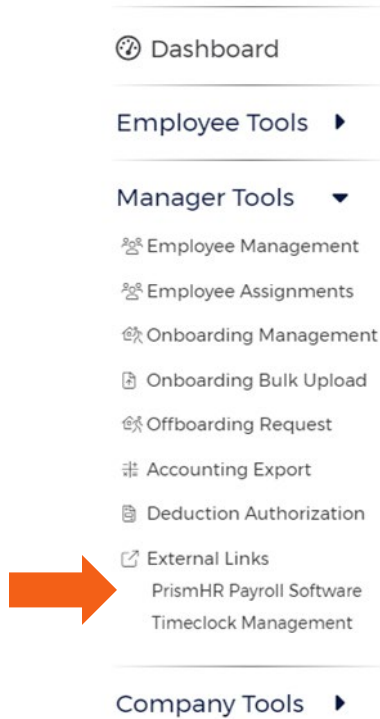 Dashboard
Employee Tools
Manager Tools
Employee Management
Employee Assignments
Onboarding Management
Onboarding Bulk Upload
Offboarding Request
Accounting Export
Deduction Authorization
External Links
PrismHR Payroll Software
Timeclock Management
Company Tools